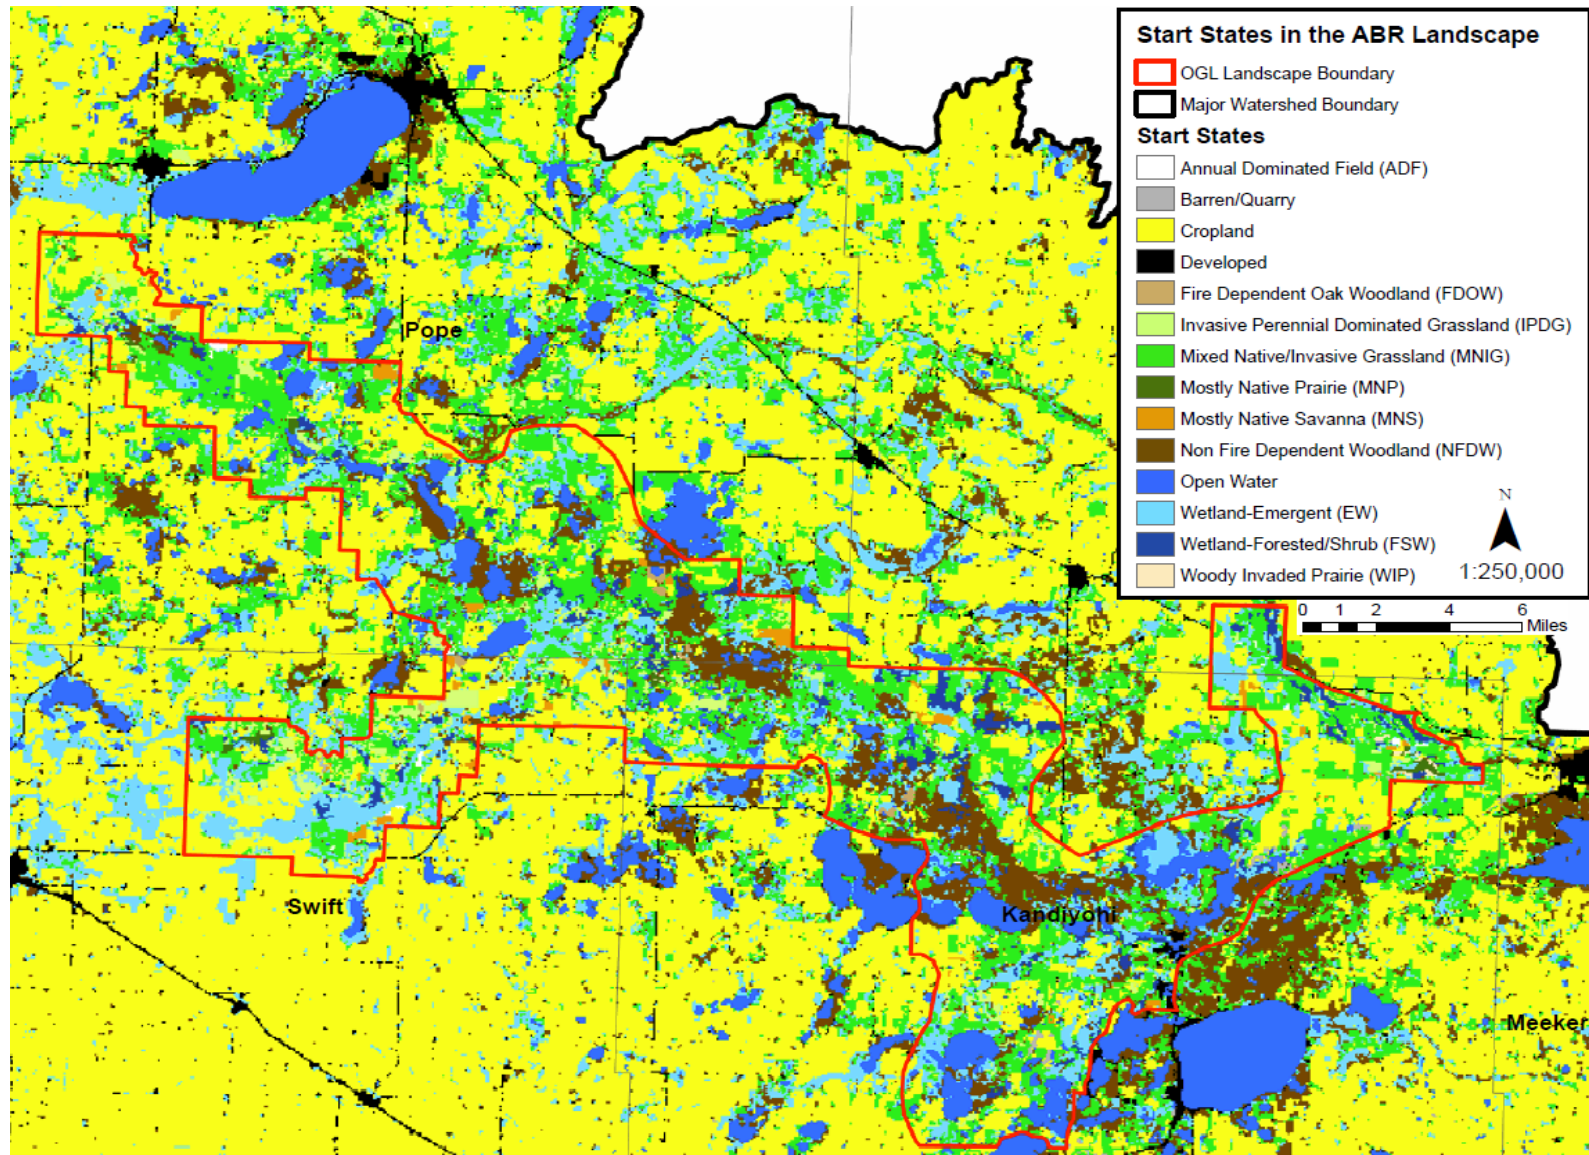 Start States in the ABR Landscape
OGL Landscape Boundary
Major Watershed Boundary
Start States
Annual Dominated Field (ADF)
Barren/Quarry
Cropland
Developed
Fire Dependent Oak Woodland (FDOW)
Invasive Perennial Dominated Grassland (IPDG)
Mixed Native/Invasive Grassland (MNIG)
Mostly Native Prairie (MNP)
Mostly Native Savanna (MNS)
Non Fire Dependent Woodland (NFDW)
Open Water
Wetland-Emergent (EW)
Wetland-Forested/Shrub (FSW)
Woody Invaded Prairie (WIP)
N
1:250,000
0 1 2 4 6
Miles
Pope
Swift
Kandiyohi
Meeker